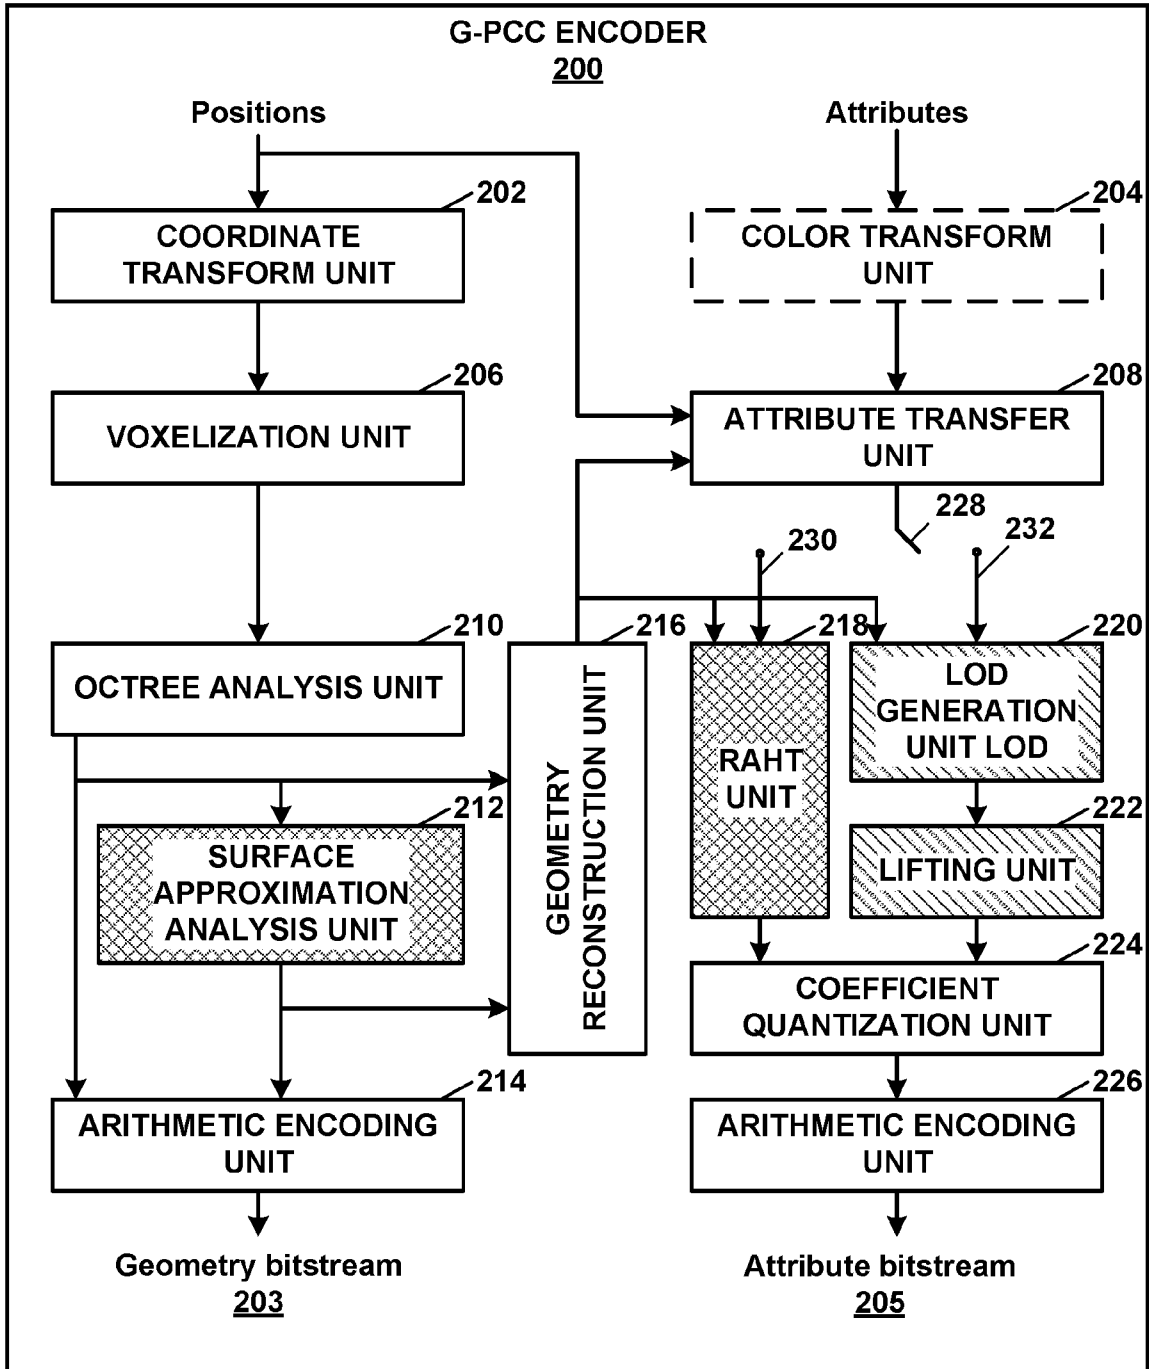 G-PCC ENCODER
200
Positions
Attributes
202
COORDINATE
TRANSFORM UNIT
204
COLOR TRANSFORM
UNIT
206
VOXELIZATION UNIT
208
ATTRIBUTE TRANSFER
UNIT
228
230
232
210
OCTREE ANALYSIS UNIT
216
GEOMETRY
RECONSTRUCTION UNIT
218
RAHT
UNIT
220
LOD
GENERATION
UNIT LOD
212
SURFACE
APPROXIMATION
ANALYSIS UNIT
222
LIFTING UNIT
224
COEFFICIENT
QUANTIZATION UNIT
214
ARITHMETIC ENCODING
UNIT
226
ARITHMETIC ENCODING
UNIT
Geometry bitstream
203
Attribute bitstream
205